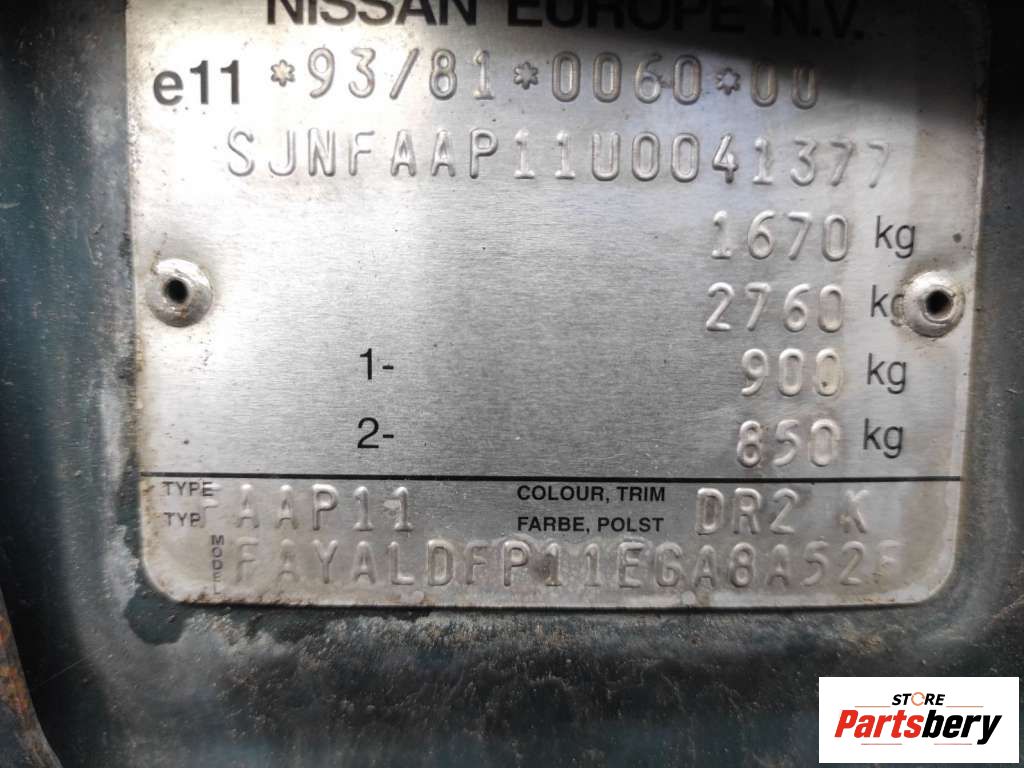 NISSAN EUROPE N.V.
e11 *93/81*0060*00
SJNFAAP11U0041377
1670 kg
2760 kg
1- 900 kg
2- 850 kg
TYPE
TYP FAAP11
COLOUR, TRIM
FARBE, POLST DR2 K
MODEL FAYALDFP11EGA8A52F
STORE
Partsbery